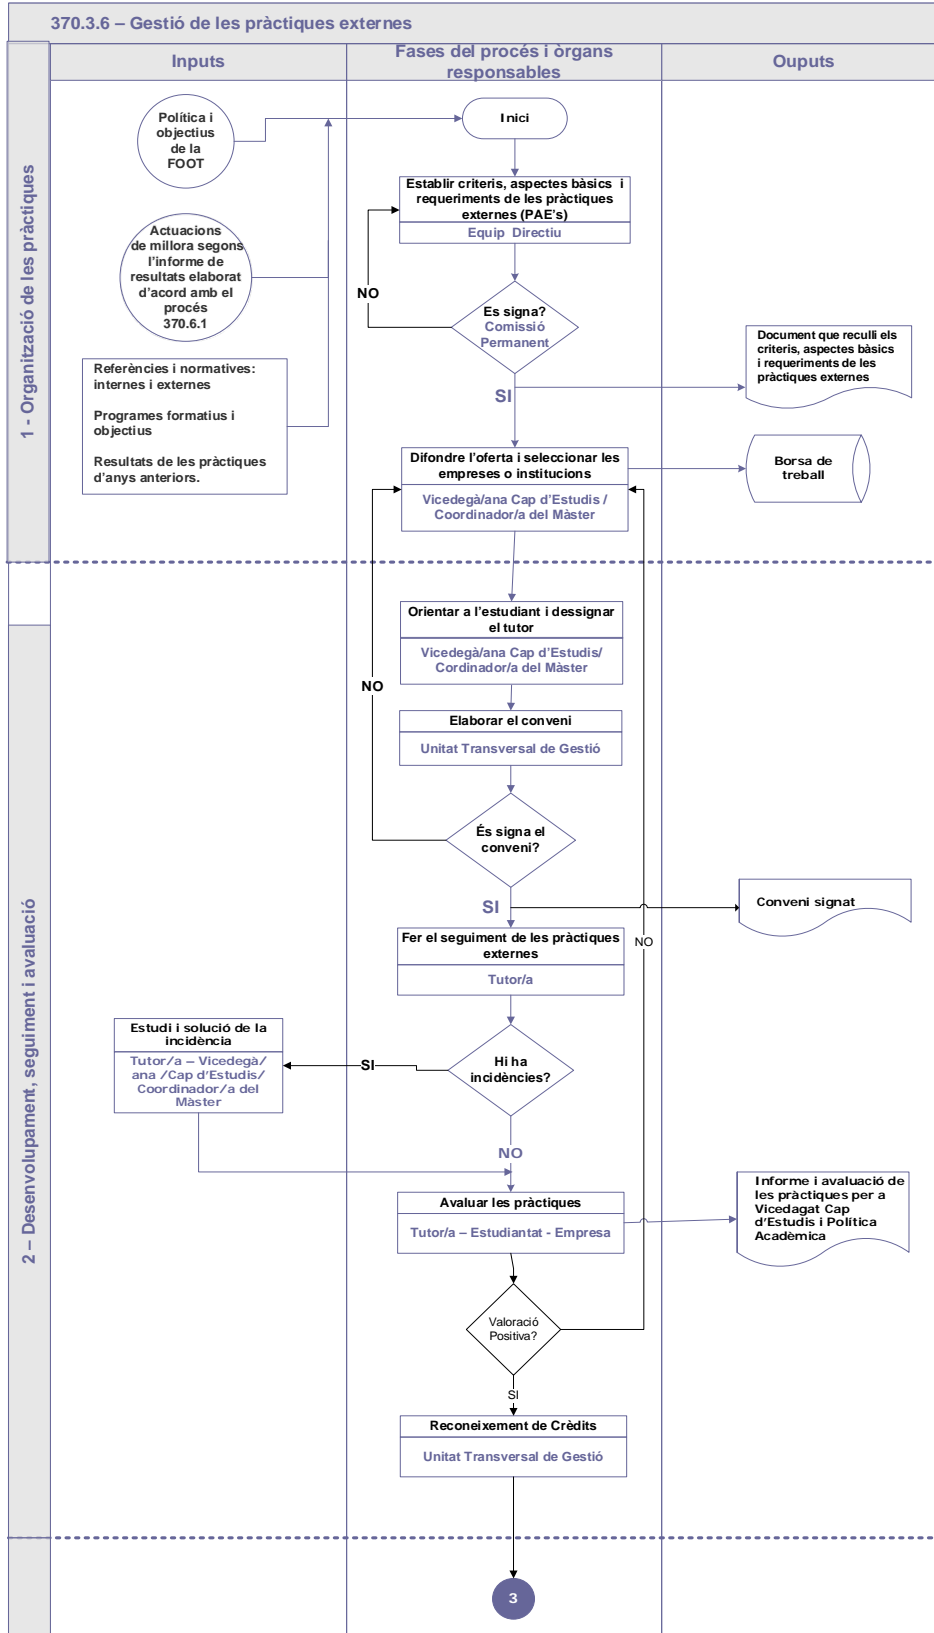 370.3.6 – Gestió de les pràctiques externes
Inputs
Fases del procés i òrgans
responsables
Ouputs
1 - Organització de les pràctiques
Política i
objectius
de la
FOOT
Inici
Establir criteris, aspectes bàsics i
requeriments de les pràctiques
externes (PAE's)
Equip Directiu
Actuacions
de millora segons
l'informe de
resultats elaborat
d'acord amb el
procés
370.6.1
NO
Es signa?
Comissió
Permanent
Document que reculli els
criteris, aspectes bàsics
i requeriments de les
pràctiques externes
Referències i normatives:
internes i externes
Programes formatius i
objectius
Resultats de les pràctiques
d'anys anteriors.
SI
Difondre l'oferta i seleccionar les
empreses o institucions
Vicedegà/ana Cap d'Estudis /
Coordinador/a del Màster
Borsa de
treball
2 – Desenvolupament, seguiment i avaluació
Orientar a l'estudiant i dessignar
el tutor
Vicedegà/ana Cap d'Estudis/
Cordinador/a del Màster
NO
Elaborar el conveni
Unitat Transversal de Gestió
És signa el
conveni?
SI
Conveni signat
Fer el seguiment de les pràctiques
externes
Tutor/a
NO
Estudi i solució de la
incidència
Tutor/a – Vicedegà/
ana /Cap d'Estudis/
Coordinador/a del
Màster
SI
Hi ha
incidències?
NO
Avaluar les pràctiques
Tutor/a – Estudiantat - Empresa
Informe i avaluació de
les pràctiques per a
Vicedagat Cap
d'Estudis i Política
Acadèmica
Valoració
Positiva?
SI
Reconeixement de Crèdits
Unitat Transversal de Gestió
3